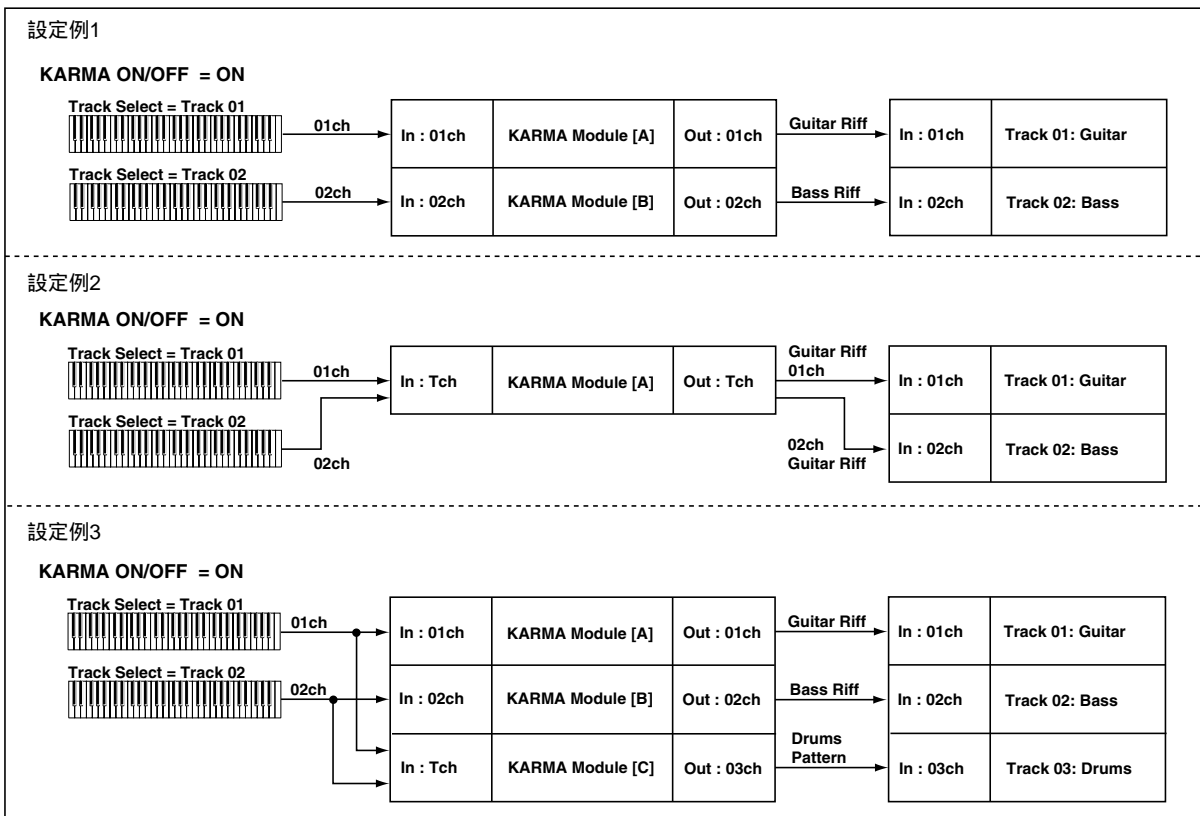 設定例1
KARMA ON/OFF = ON
Track Select = Track 01
01ch
In : 01ch KARMA Module [A] Out : 01ch
Guitar Riff
In : 01ch Track 01: Guitar
Track Select = Track 02
02ch
In : 02ch KARMA Module [B] Out : 02ch
Bass Riff
In : 02ch Track 02: Bass
設定例2
KARMA ON/OFF = ON
Track Select = Track 01
01ch
In : Tch KARMA Module [A] Out : Tch
Guitar Riff
01ch
In : 01ch Track 01: Guitar
Track Select = Track 02
02ch
02ch
Guitar Riff
In : 02ch Track 02: Bass
設定例3
KARMA ON/OFF = ON
Track Select = Track 01
01ch
In : 01ch KARMA Module [A] Out : 01ch
Guitar Riff
In : 01ch Track 01: Guitar
Track Select = Track 02
02ch
In : 02ch KARMA Module [B] Out : 02ch
Bass Riff
In : 02ch Track 02: Bass
In : Tch KARMA Module [C] Out : 03ch
Drums
Pattern
In : 03ch Track 03: Drums